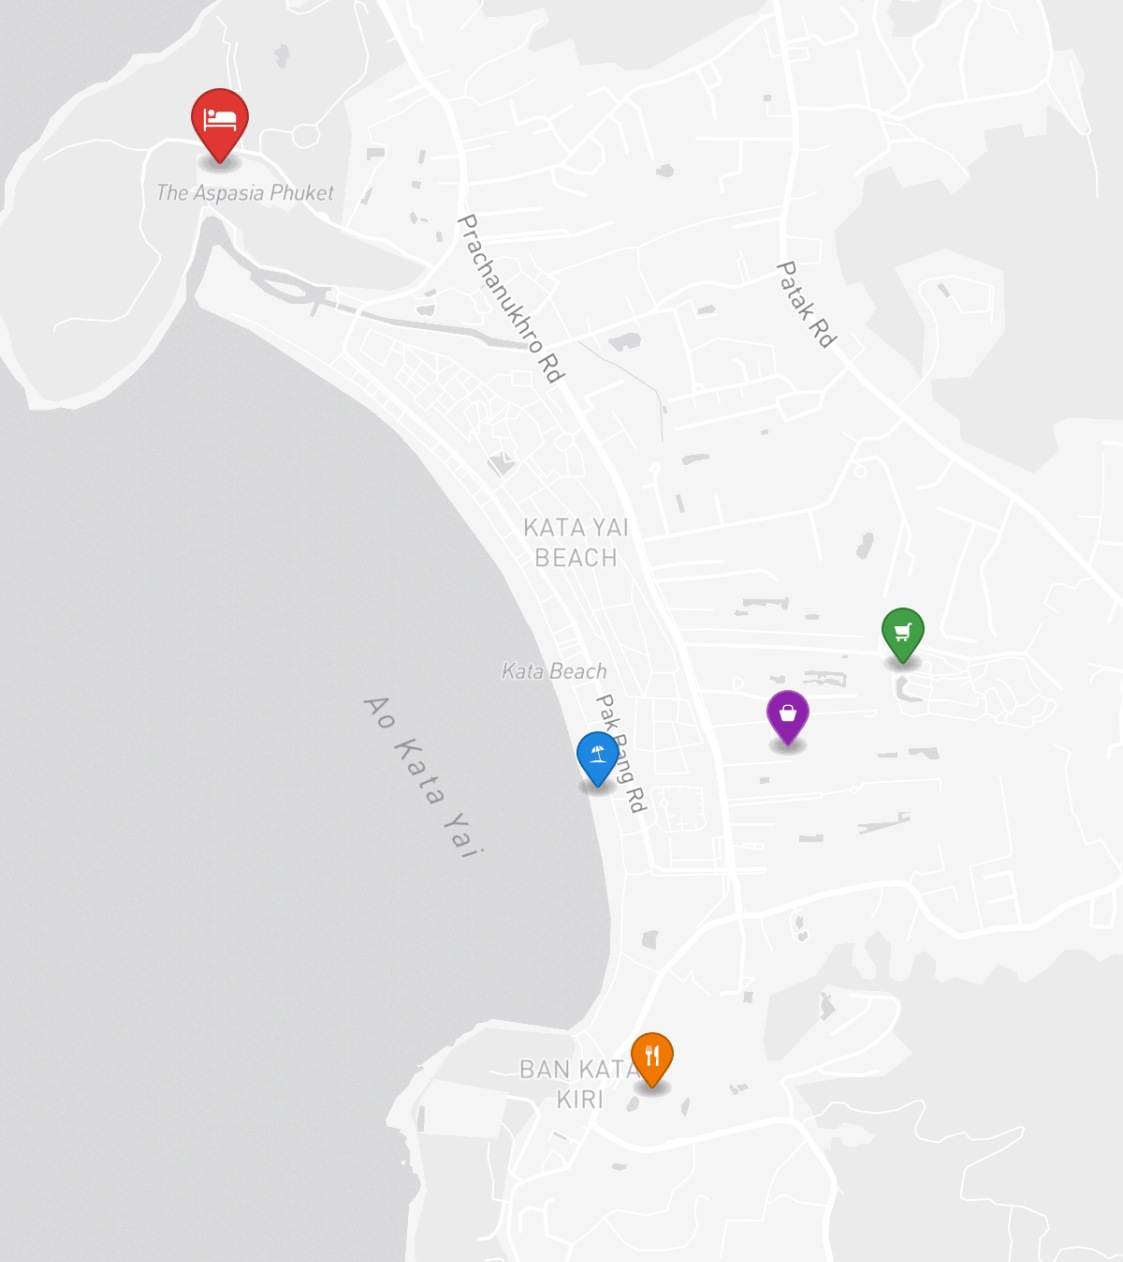 The Aspasia Phuket
Prachanukhro Rd
Patak Rd
KATA YAI
BEACH
Kata Beach
Ao Kata Yai
Pak Bang Rd
BAN KATA
KIRI